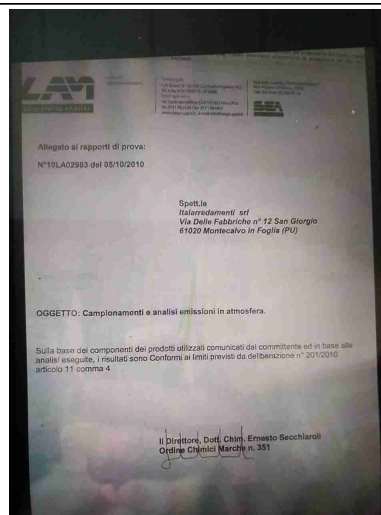 LAM
SEA
Allegato ai rapporti di prova:
N°10LA02983 del 05/10/2010
Spett.le
Italarredamenti srl
Via Delle Fabbriche n° 12 San Giorgio
61020 Montecalvo in Foglia (PU)
OGGETTO: Campionamenti e analisi emissioni in atmosfera.
Sulla base dei componenti dei prodotti utilizzati comunicati dal committente ed in base alle
analisi eseguite, i risultati sono Conformi ai limiti previsti da deliberazione n° 201/2010
articolo 11 comma 4
Il Direttore, Dott. Chim. Ernesto Secchiaroli
Ordine Chimici Marche n. 351